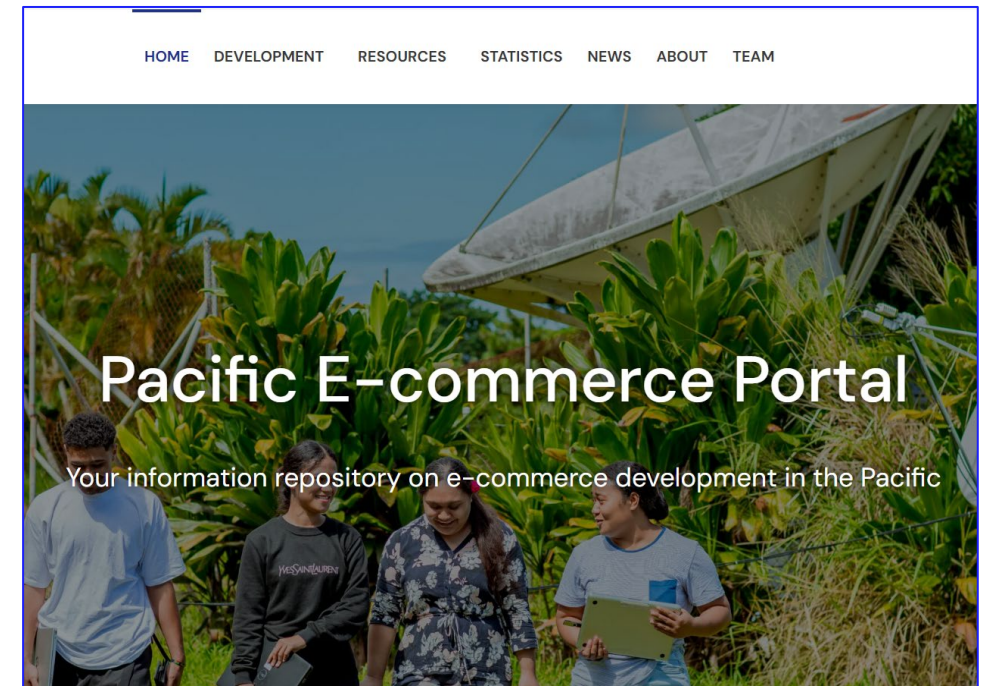 HOME DEVELOPMENT RESOURCES STATISTICS NEWS ABOUT TEAM
Pacific E-commerce Portal
Your information repository on e-commerce development in the Pacific
YVESSAINTLAURENT